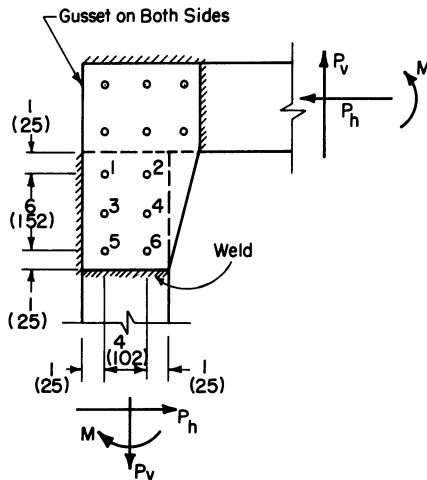 Gusset on Both Sides
Pv
M
Ph
1
(25)
1
2
6
(152)
3
4
5
6
Weld
1
(25)
4
(102)
1
(25)
1
(25)
M
Ph
Pv